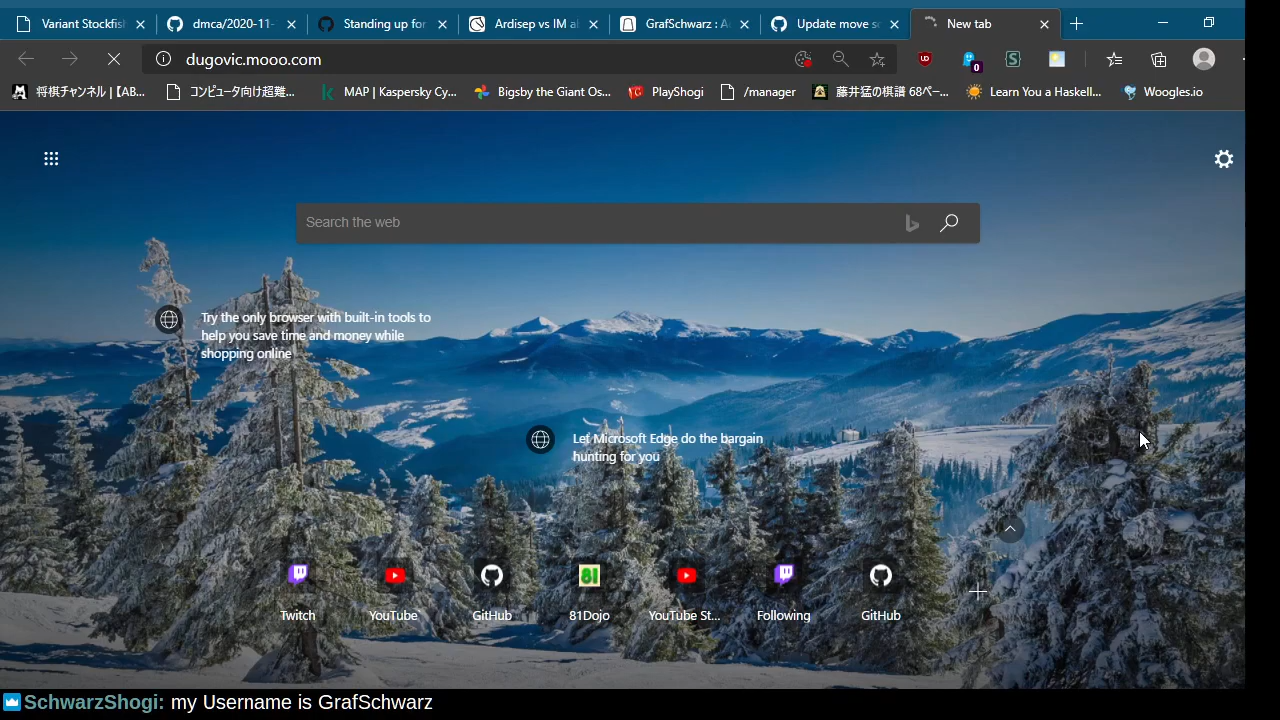 Variant Stockfish
dmca/2020-11-
Standing up for
Ardisep vs IM al
GrafSchwarz : A
Update move so
New tab
dugovic.mooo.com
0
将棋チャンネル |【AB...
コンピュータ向け超難...
MAP | Kaspersky Cy...
Bigsby the Giant Os...
PlayShogi
/manager
藤井猛の棋譜 68ペー...
Learn You a Haskell...
Woogles.io
Search the web
Try the only browser with built-in tools to
help you save time and money while
shopping online
Let Microsoft Edge do the bargain
hunting for you
81
Twitch
YouTube
GitHub
81Dojo
YouTube St...
Following
GitHub
SchwarzShogi: my Username is GrafSchwarz